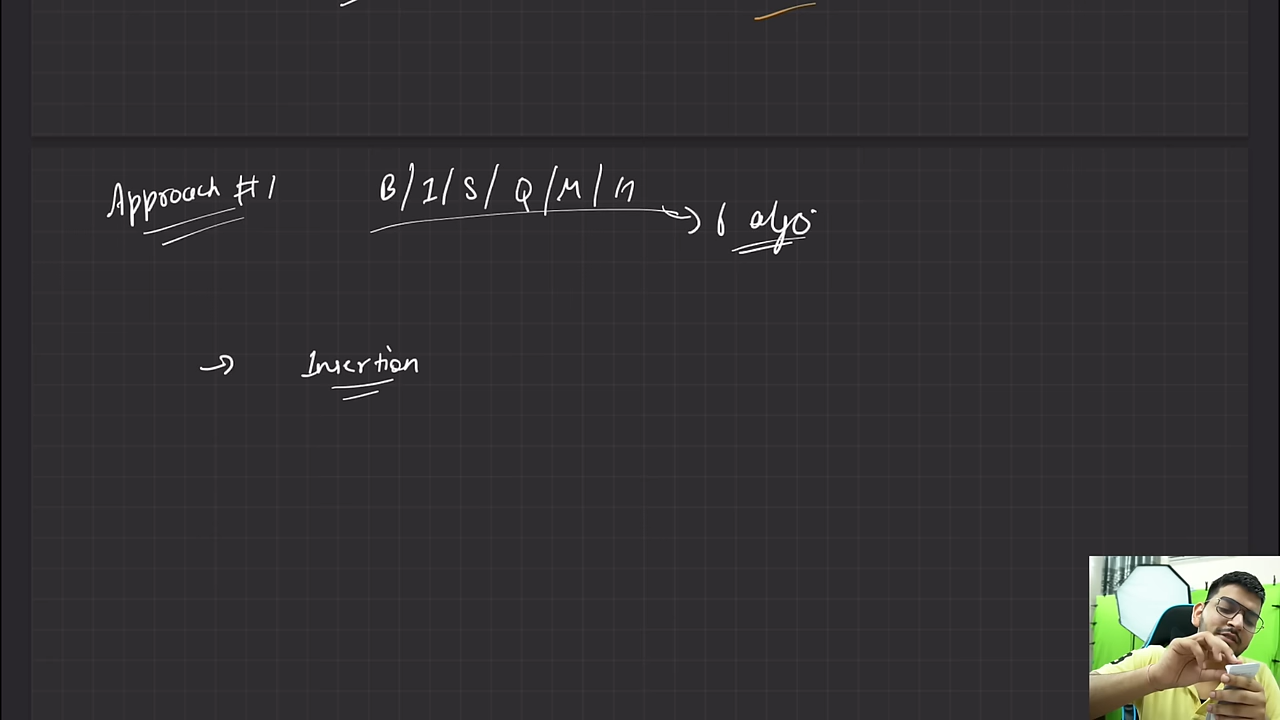 Approach #1 B/I/S/Q/M/H
→ 6 algo
→ Insertion